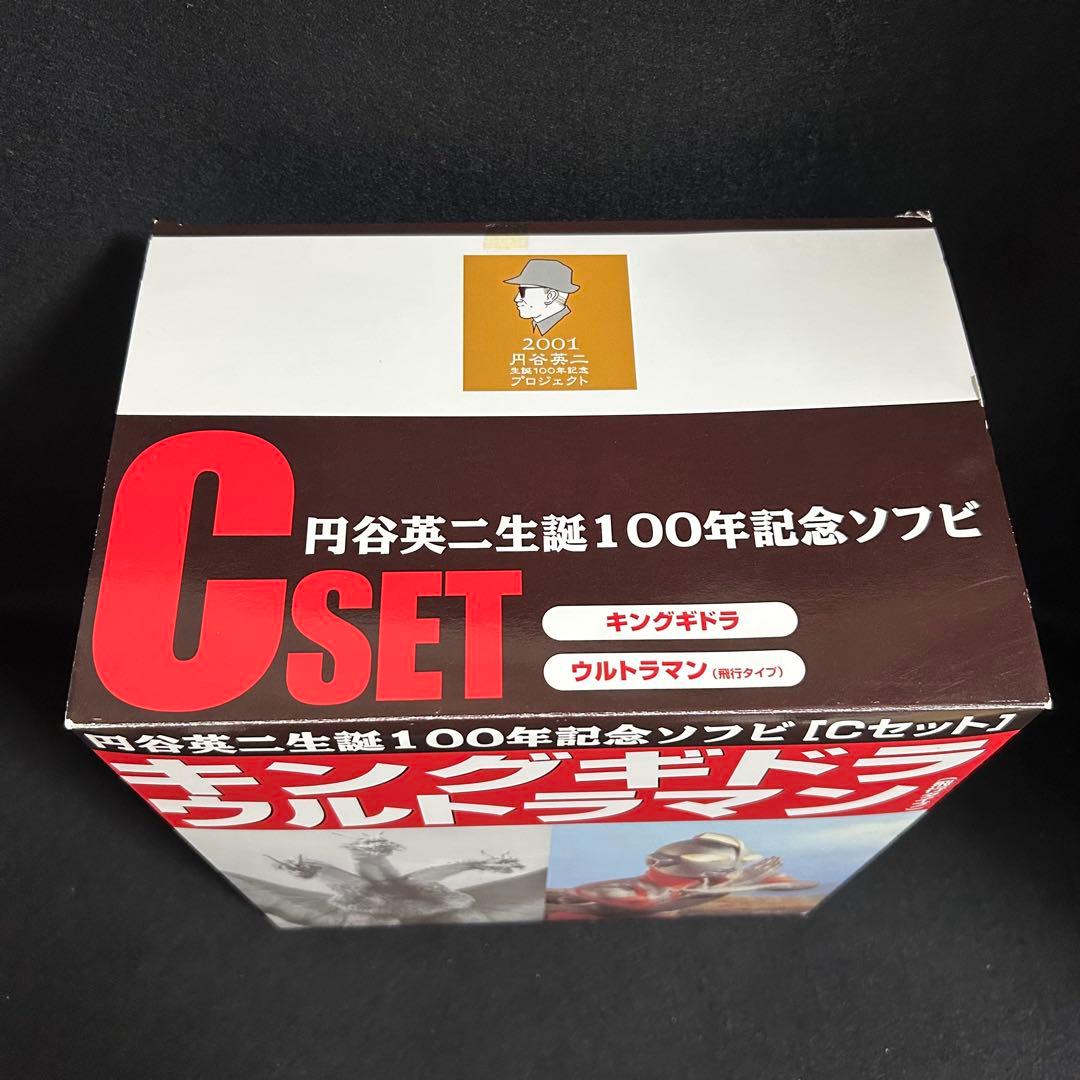 2001
円谷英二
生誕100年記念
プロジェクト
円谷英二生誕100年記念ソフビ
C SET
キングギドラ
ウルトラマン(飛行タイプ)
円谷英二生誕100年記念ソフビ[Cセット]
キングギドラ
ウルトラマン